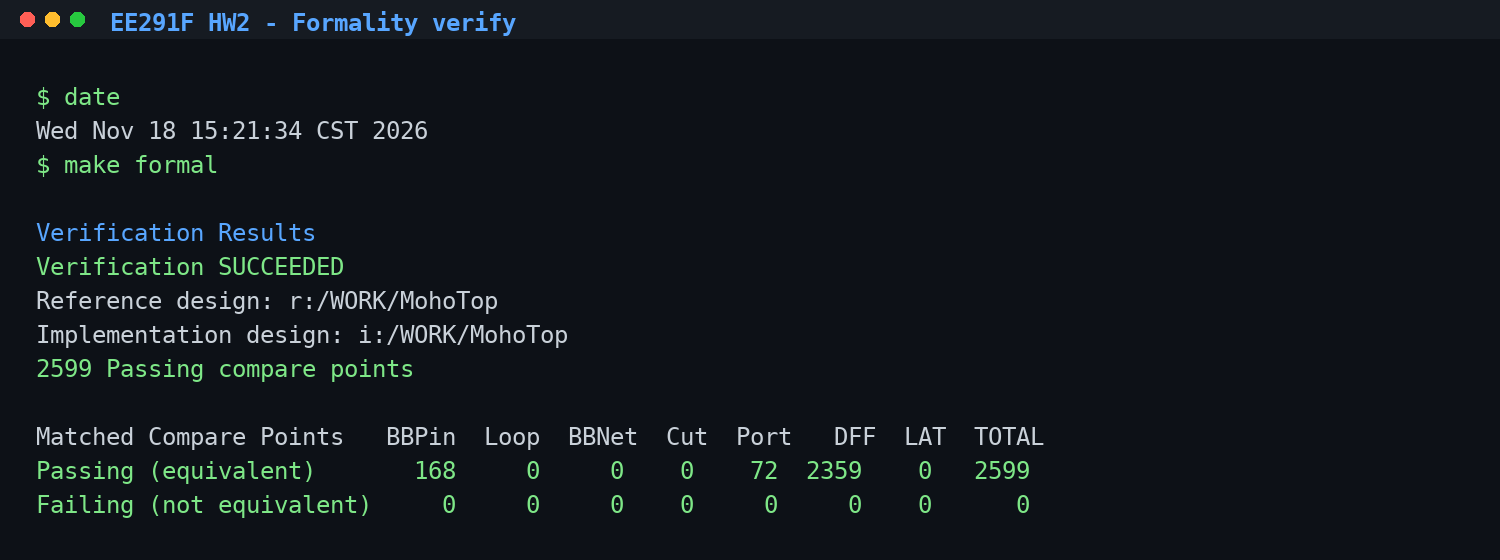 EE291F HW2 - Formality verify
$ date
Wed Nov 18 15:21:34 CST 2026
$ make formal
Verification Results
Verification SUCCEEDED
Reference design: r:/WORK/MohoTop
Implementation design: i:/WORK/MohoTop
2599 Passing compare points
Matched Compare Points   BBPin  Loop  BBNet  Cut  Port   DFF  LAT  TOTAL
Passing (equivalent)       168     0     0    0    72  2359    0   2599
Failing (not equivalent)     0     0     0    0     0     0    0      0